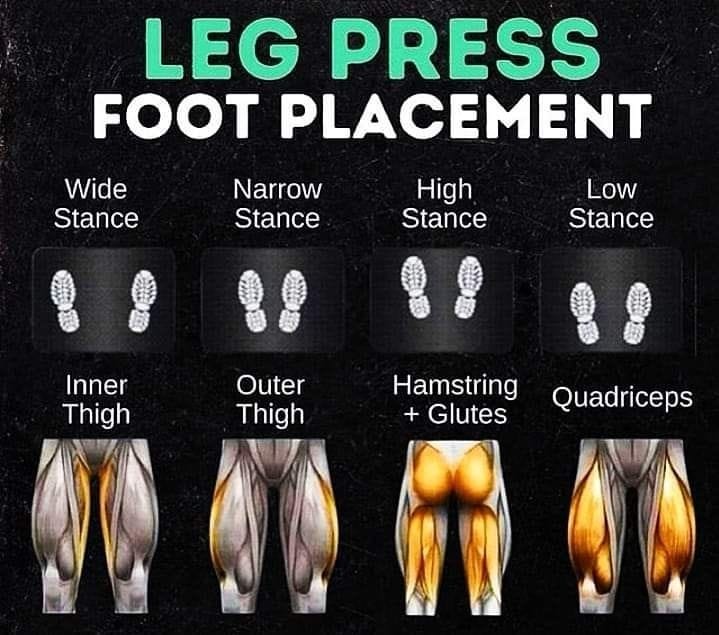 LEG PRESS
FOOT PLACEMENT
Wide
Stance
Narrow
Stance
High
Stance
Low
Stance
Inner
Thigh
Outer
Thigh
Hamstring
+ Glutes
Quadriceps